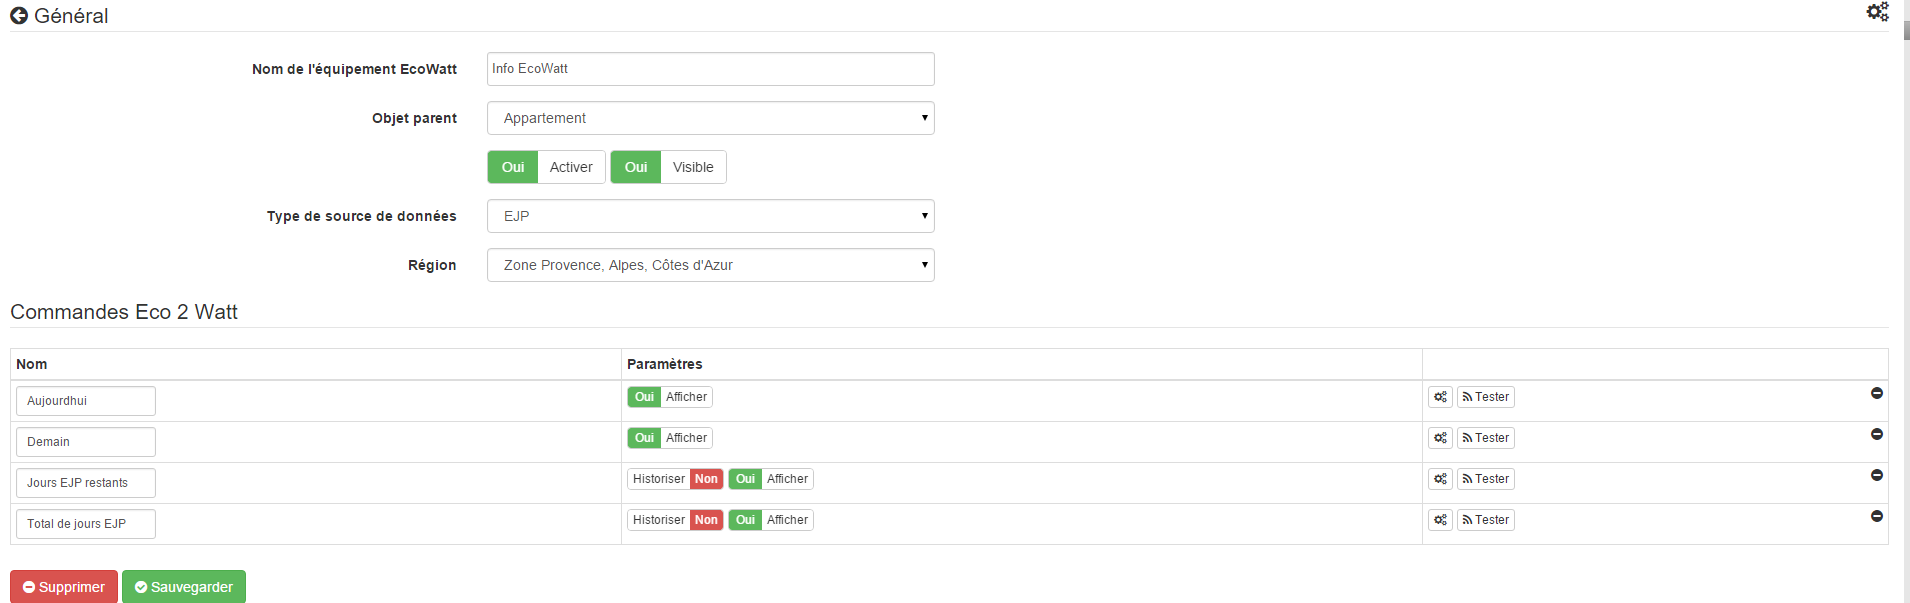 Général
Nom de l'équipement EcoWatt Info EcoWatt
Objet parent Appartement
Oui Activer Oui Visible
Type de source de données EJP
Région Zone Provence, Alpes, Côtes d'Azur
Commandes Eco 2 Watt
Nom Paramètres
Aujourdhui Oui Afficher Tester
Demain Oui Afficher Tester
Jours EJP restants Historiser Non Oui Afficher Tester
Total de jours EJP Historiser Non Oui Afficher Tester
Supprimer Sauvegarder